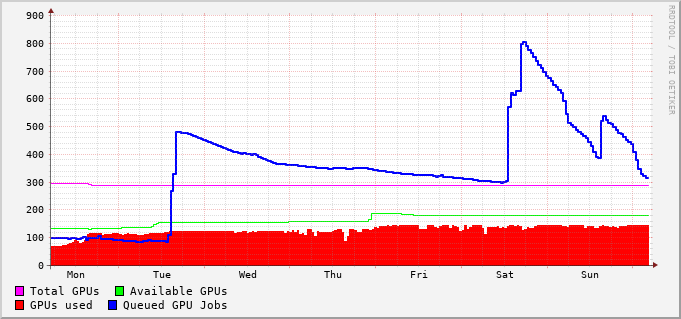 900
800
700
600
500
400
300
200
100
0
Mon Tue Wed Thu Fri Sat Sun
RRDTOOL / TOBI OETIKER
Total GPUs Available GPUs
GPUs used Queued GPU Jobs